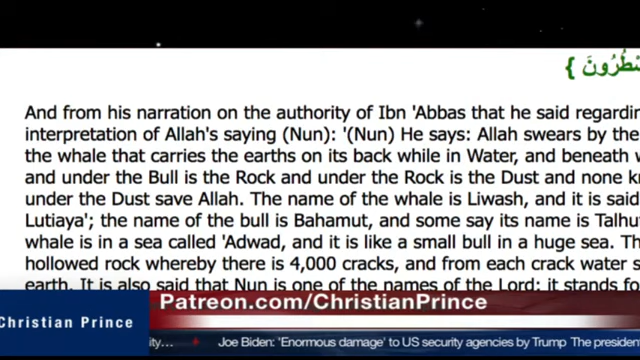 سْطُرُونَ }
And from his narration on the authority of Ibn 'Abbas that he said regardin
interpretation of Allah's saying (Nun): '(Nun) He says: Allah swears by the
the whale that carries the earths on its back while in Water, and beneath
and under the Bull is the Rock and under the Rock is the Dust and none
under the Dust save Allah. The name of the whale is Liwash, and it is said
Lutiaya'; the name of the bull is Bahamut, and some say its name is Talhut
whale is in a sea called 'Adwad, and it is like a small bull in a huge sea. Th
hollowed rock whereby there is 4,000 cracks, and from each crack water s
earth. It is also said that Nun is one of the names of the Lord; it stands fo
Patreon.com/ChristianPrince
Christian Prince
ity... Joe Biden: 'Enormous damage' to US security agencies by Trump The president